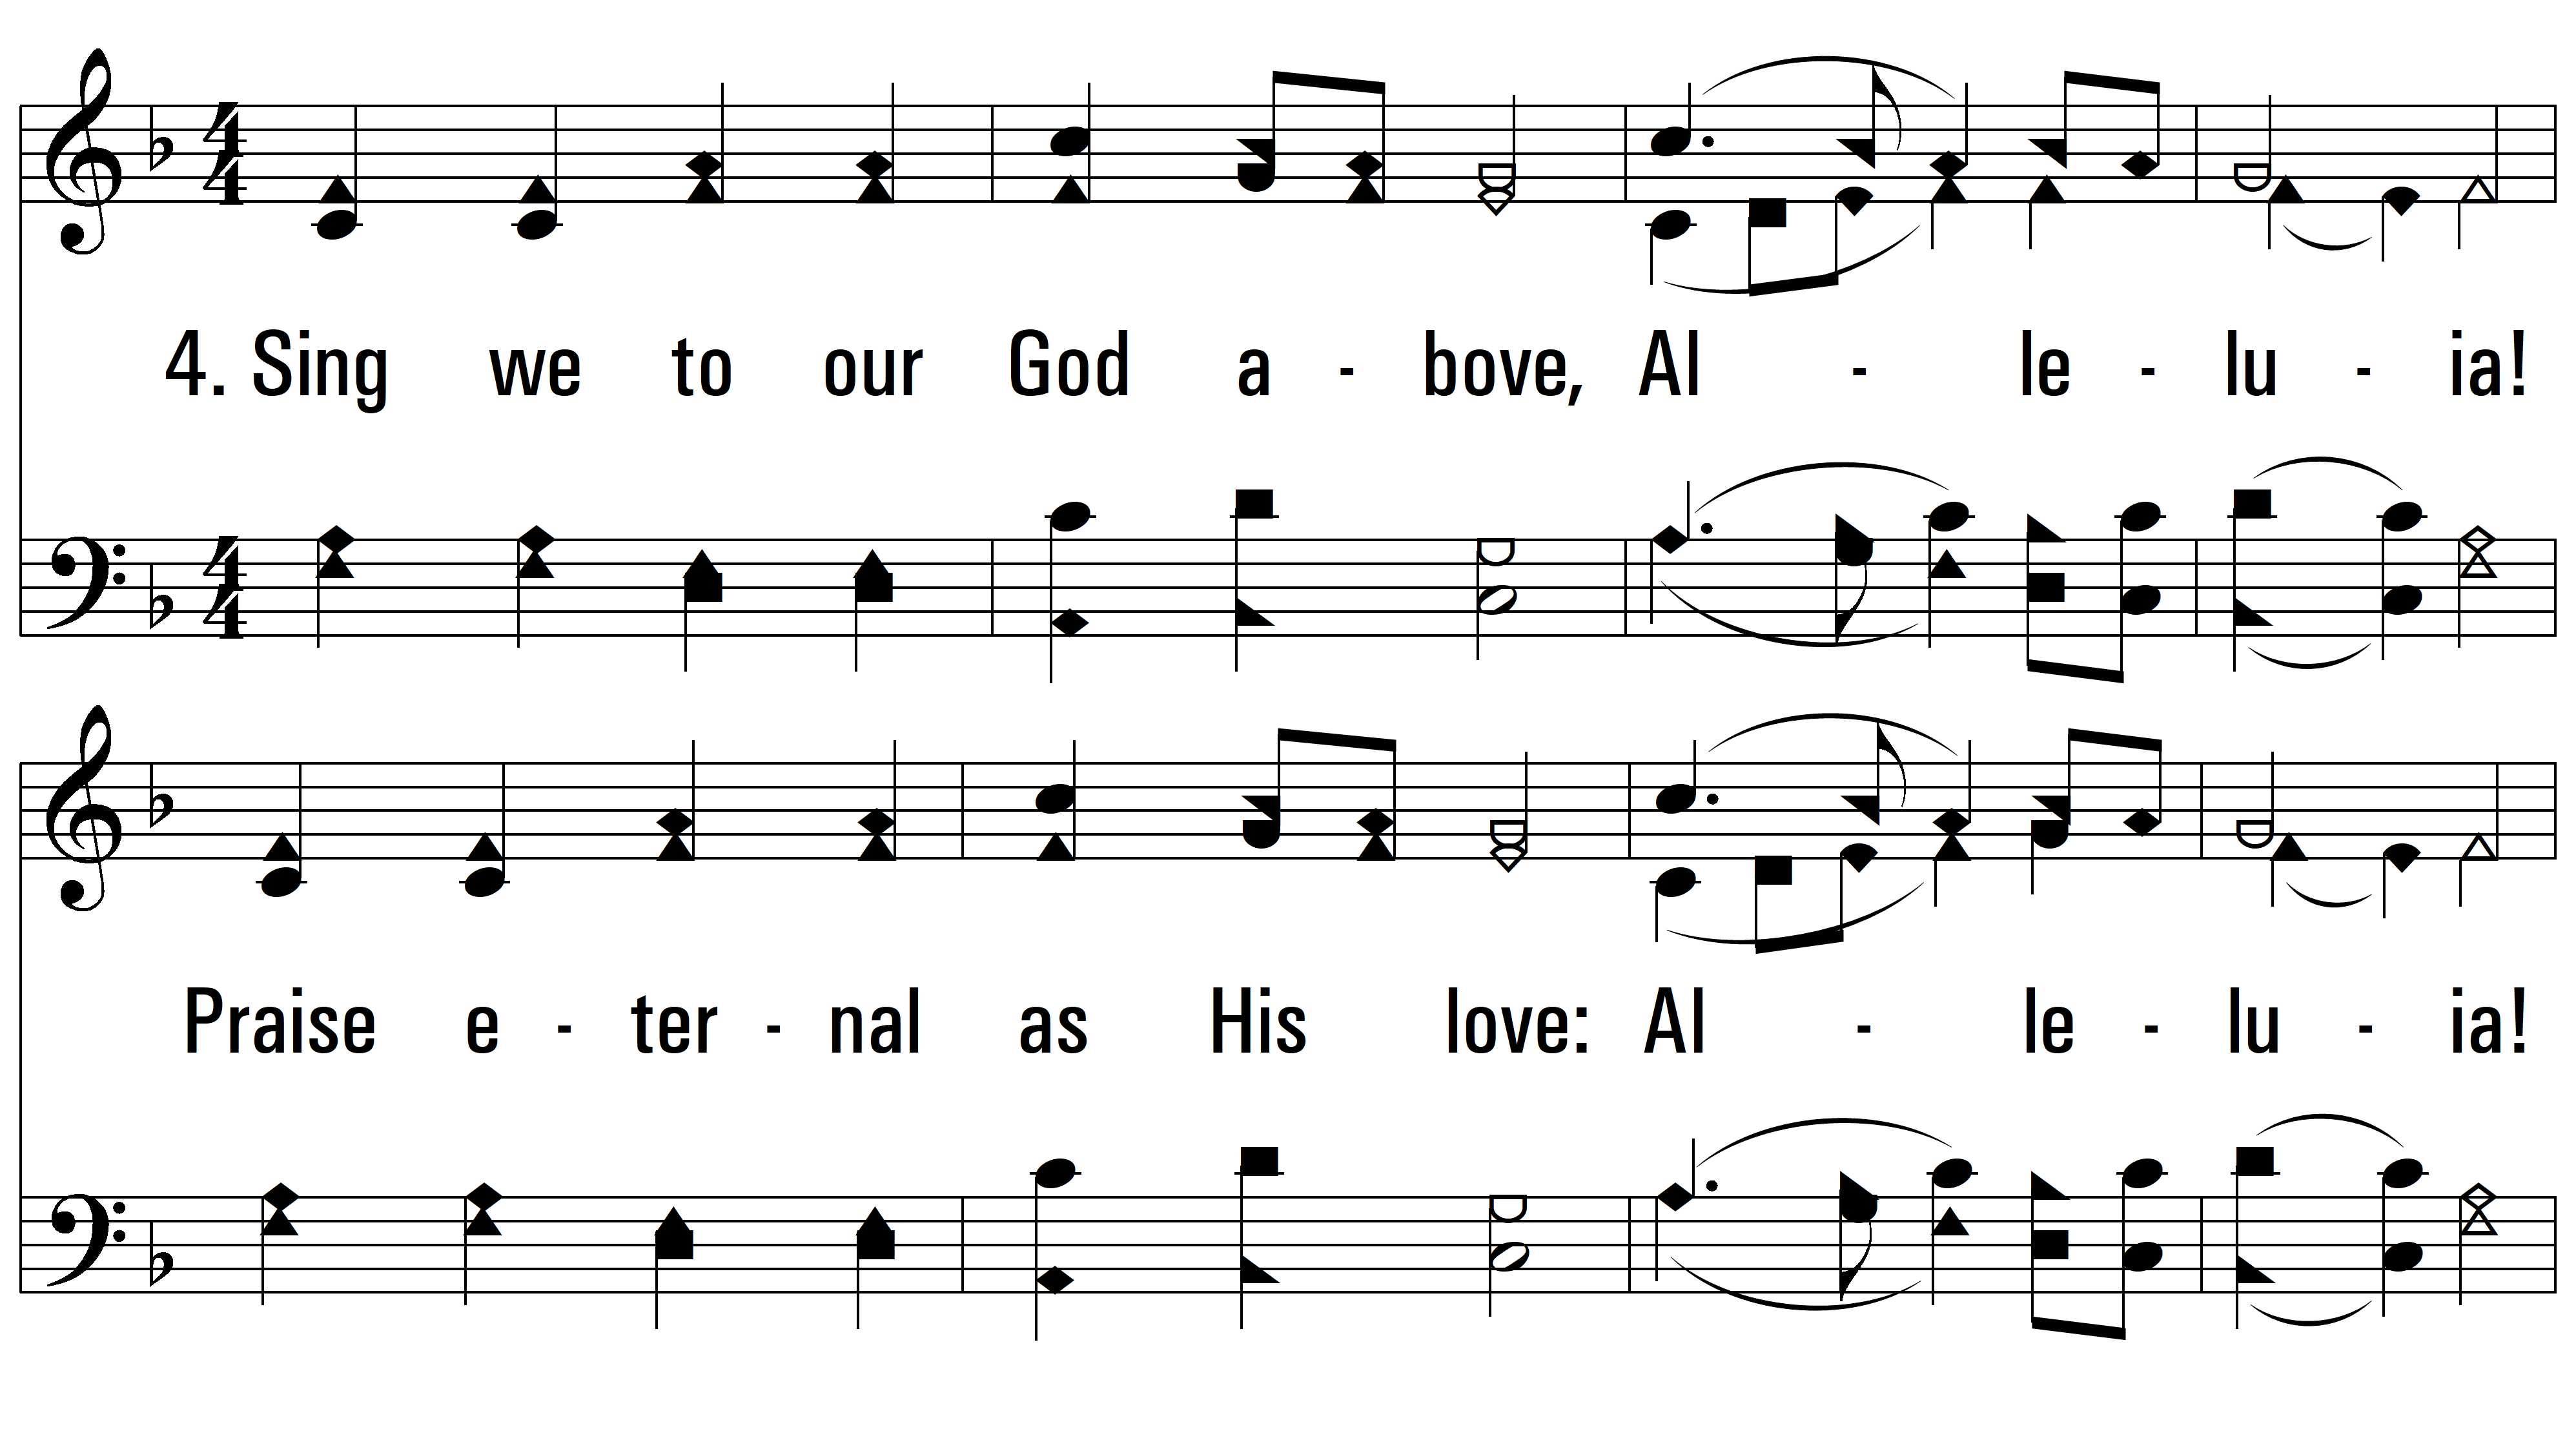 4. Sing we to our God a - bove, Al - le - lu - ia!
Praise e - ter - nal as His love: Al - le - lu - ia!